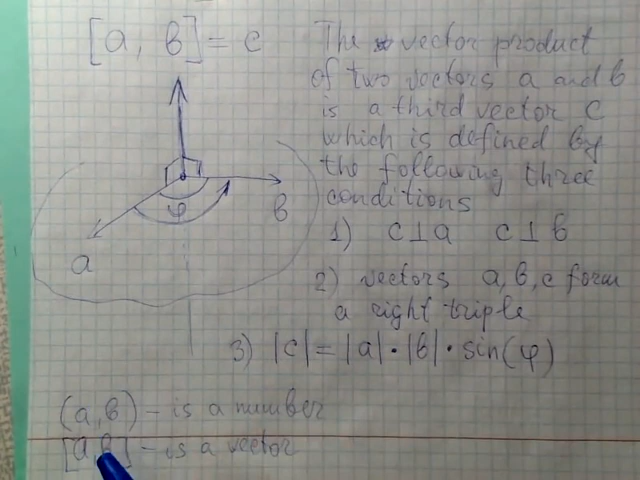 [a, b] = c
The vector product
of two vectors a and b
is a third vector c
which is defined by
the following three
conditions
1) c⊥a c⊥b
2) vectors a, b, c form
a right triple
3) |c| = |a|·|b|·sin(φ)
φ
b
a
(a, b) - is a number
[a, b] - is a vector